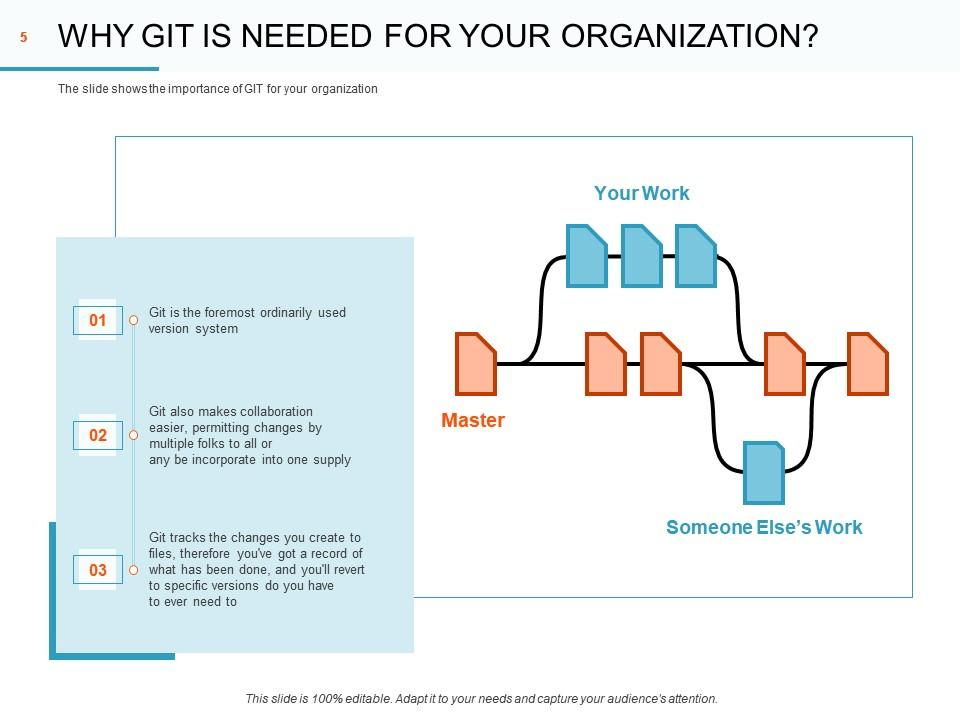 5
WHY GIT IS NEEDED FOR YOUR ORGANIZATION?
The slide shows the importance of GIT for your organization
01
Git is the foremost ordinarily used
version system
02
Git also makes collaboration
easier, permitting changes by
multiple folks to all or
any be incorporate into one supply
03
Git tracks the changes you create to
files, therefore you've got a record of
what has been done, and you'll revert
to specific versions do you have
to ever need to
Your Work
Master
Someone Else's Work
This slide is 100% editable. Adapt it to your needs and capture your audience's attention.